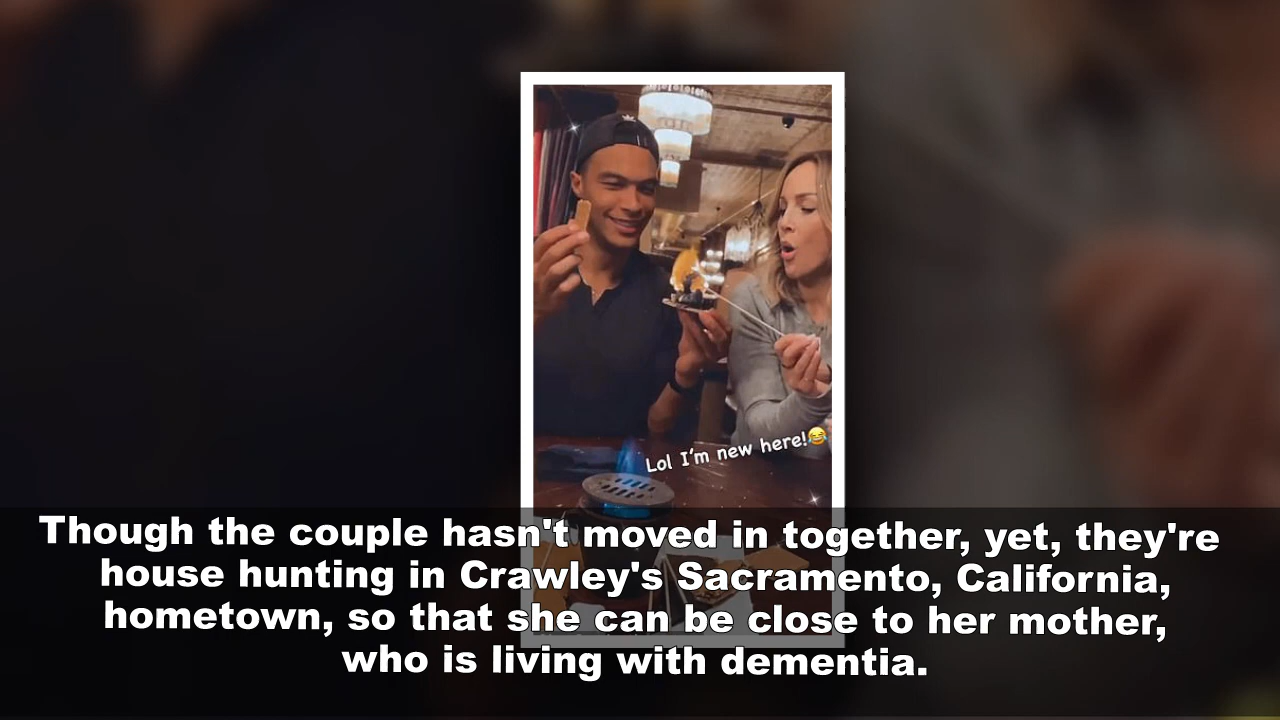 Lol I'm new here!😂
Though the couple hasn't moved in together, yet, they're
house hunting in Crawley's Sacramento, California,
hometown, so that she can be close to her mother,
who is living with dementia.